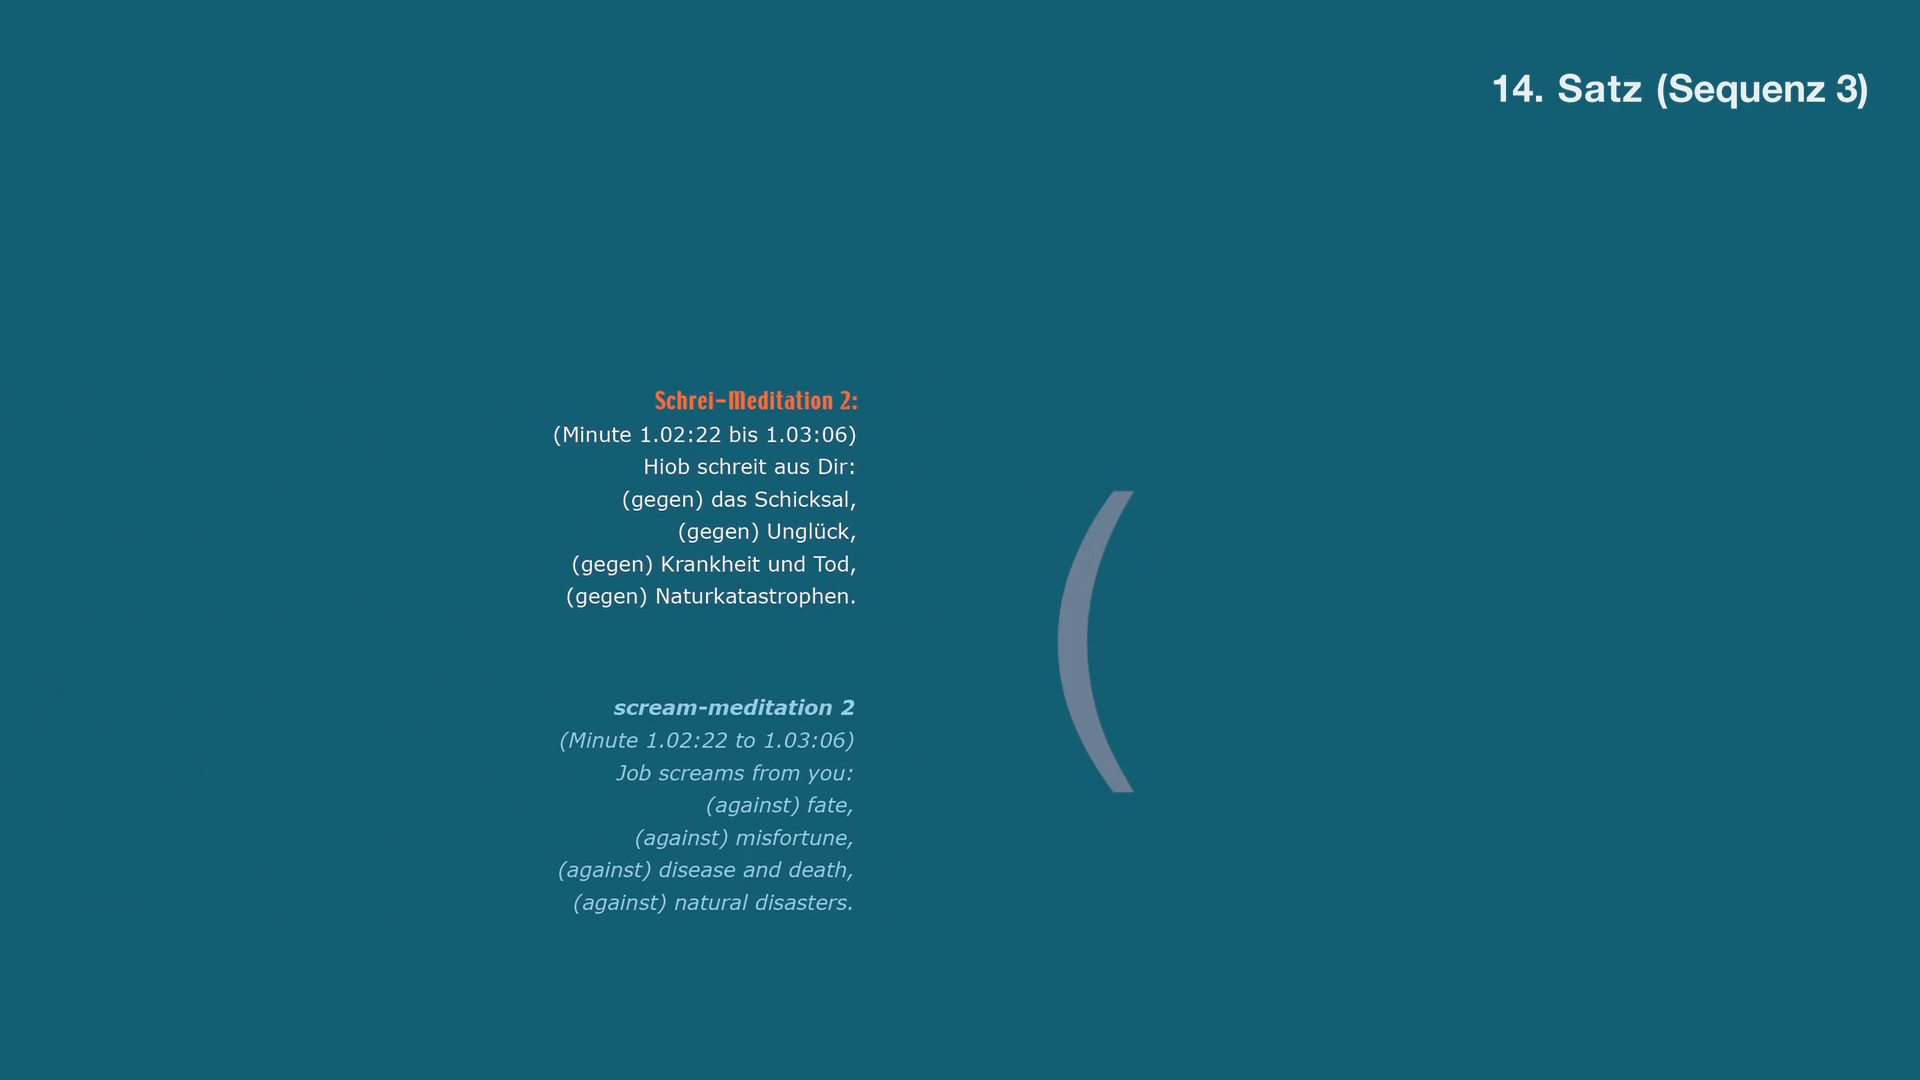 14. Satz (Sequenz 3)
Schrei-Meditation 2:
(Minute 1.02:22 bis 1.03:06)
Hiob schreit aus Dir:
(gegen) das Schicksal,
(gegen) Unglück,
(gegen) Krankheit und Tod,
(gegen) Naturkatastrophen.
scream-meditation 2
(Minute 1.02:22 to 1.03:06)
Job screams from you:
(against) fate,
(against) misfortune,
(against) disease and death,
(against) natural disasters.
(